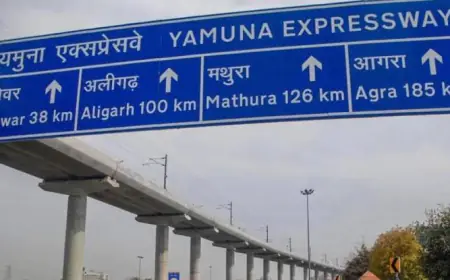 यमुना एक्सप्रेसवे YAMUNA EXPRESSWAY
अलीगढ़ मथुरा आगरा
38 km Aligarh 100 km Mathura 126 km Agra 185